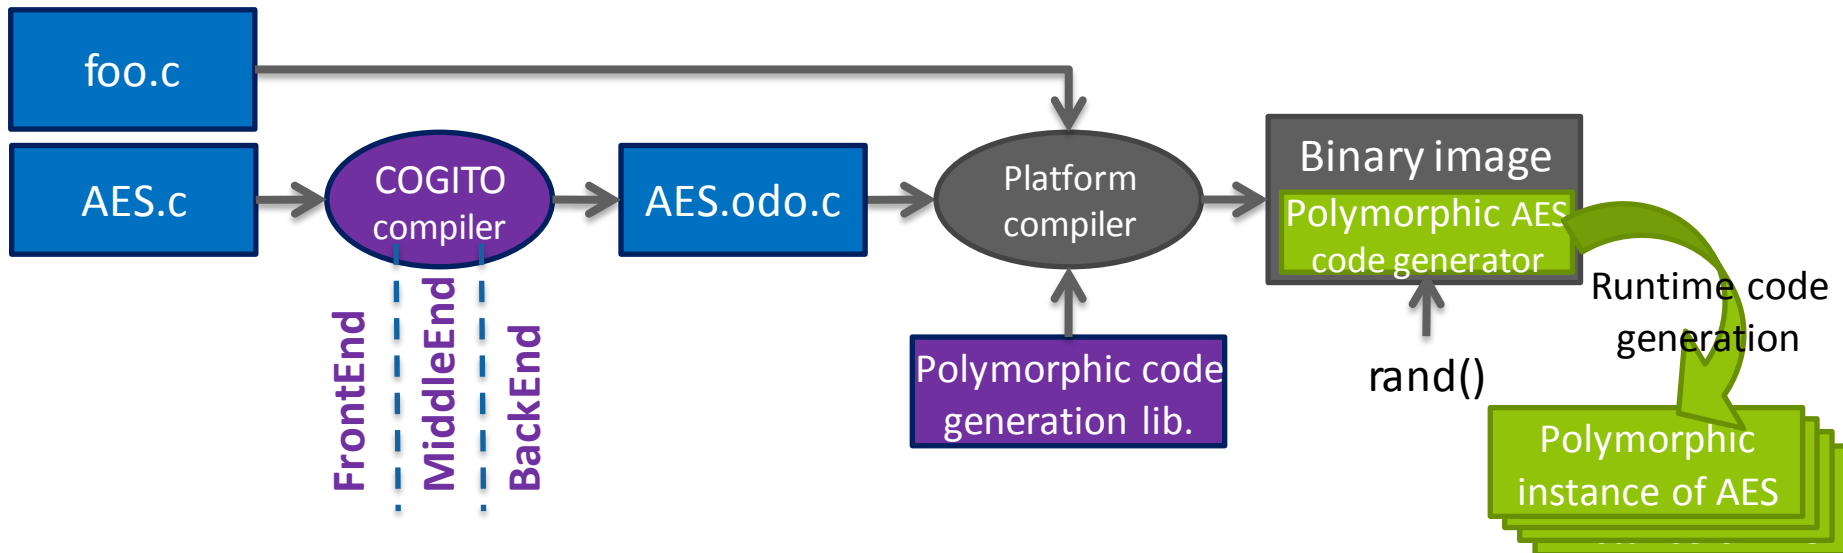 foo.c
AES.c
COGITO
compiler
AES.odo.c
Platform
compiler
Binary image
Polymorphic AES
code generator
Runtime code
generation
FrontEnd
MiddleEnd
BackEnd
Polymorphic code
generation lib.
rand()
Polymorphic
instance of AES